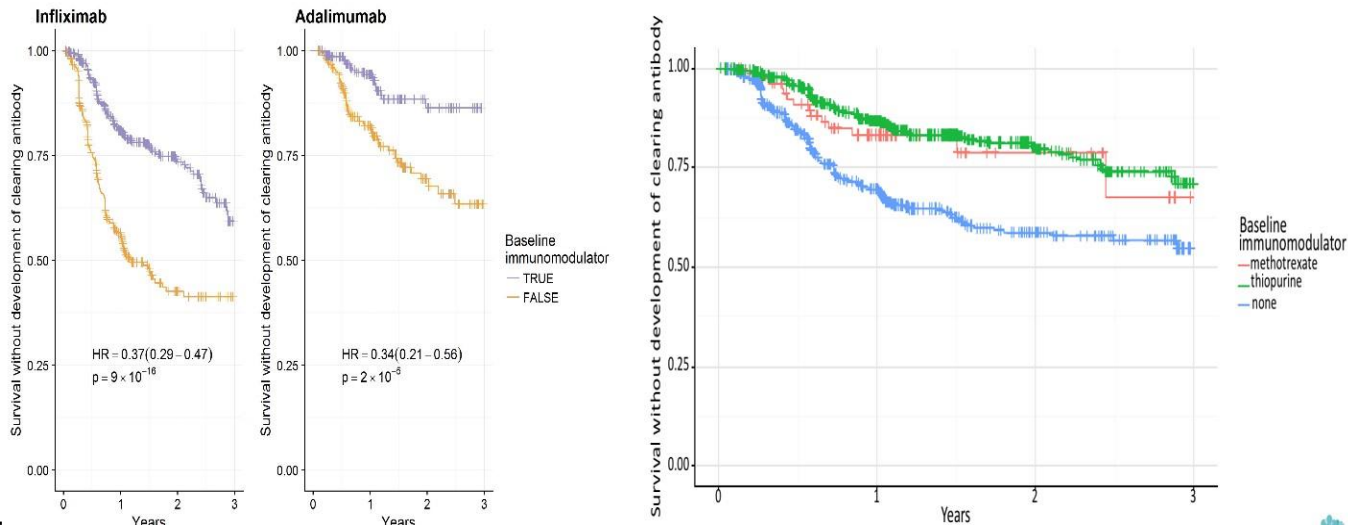 Infliximab
Survival without development of clearing antibody
1.00
0.75
0.50
0.25
0.00
HR = 0.37(0.29 – 0.47)
p = 9 × 10⁻¹⁶
0 1 2 3
Years
Adalimumab
Survival without development of clearing antibody
1.00
0.75
0.50
0.25
0.00
HR = 0.34(0.21 – 0.56)
p = 2 × 10⁻⁶
0 1 2 3
Years
Baseline
immunomodulator
TRUE
FALSE
Survival without development of clearing antibody
1.00
0.75
0.50
0.25
0.00
0 1 2 3
Years
Baseline
immunomodulator
methotrexate
thiopurine
none